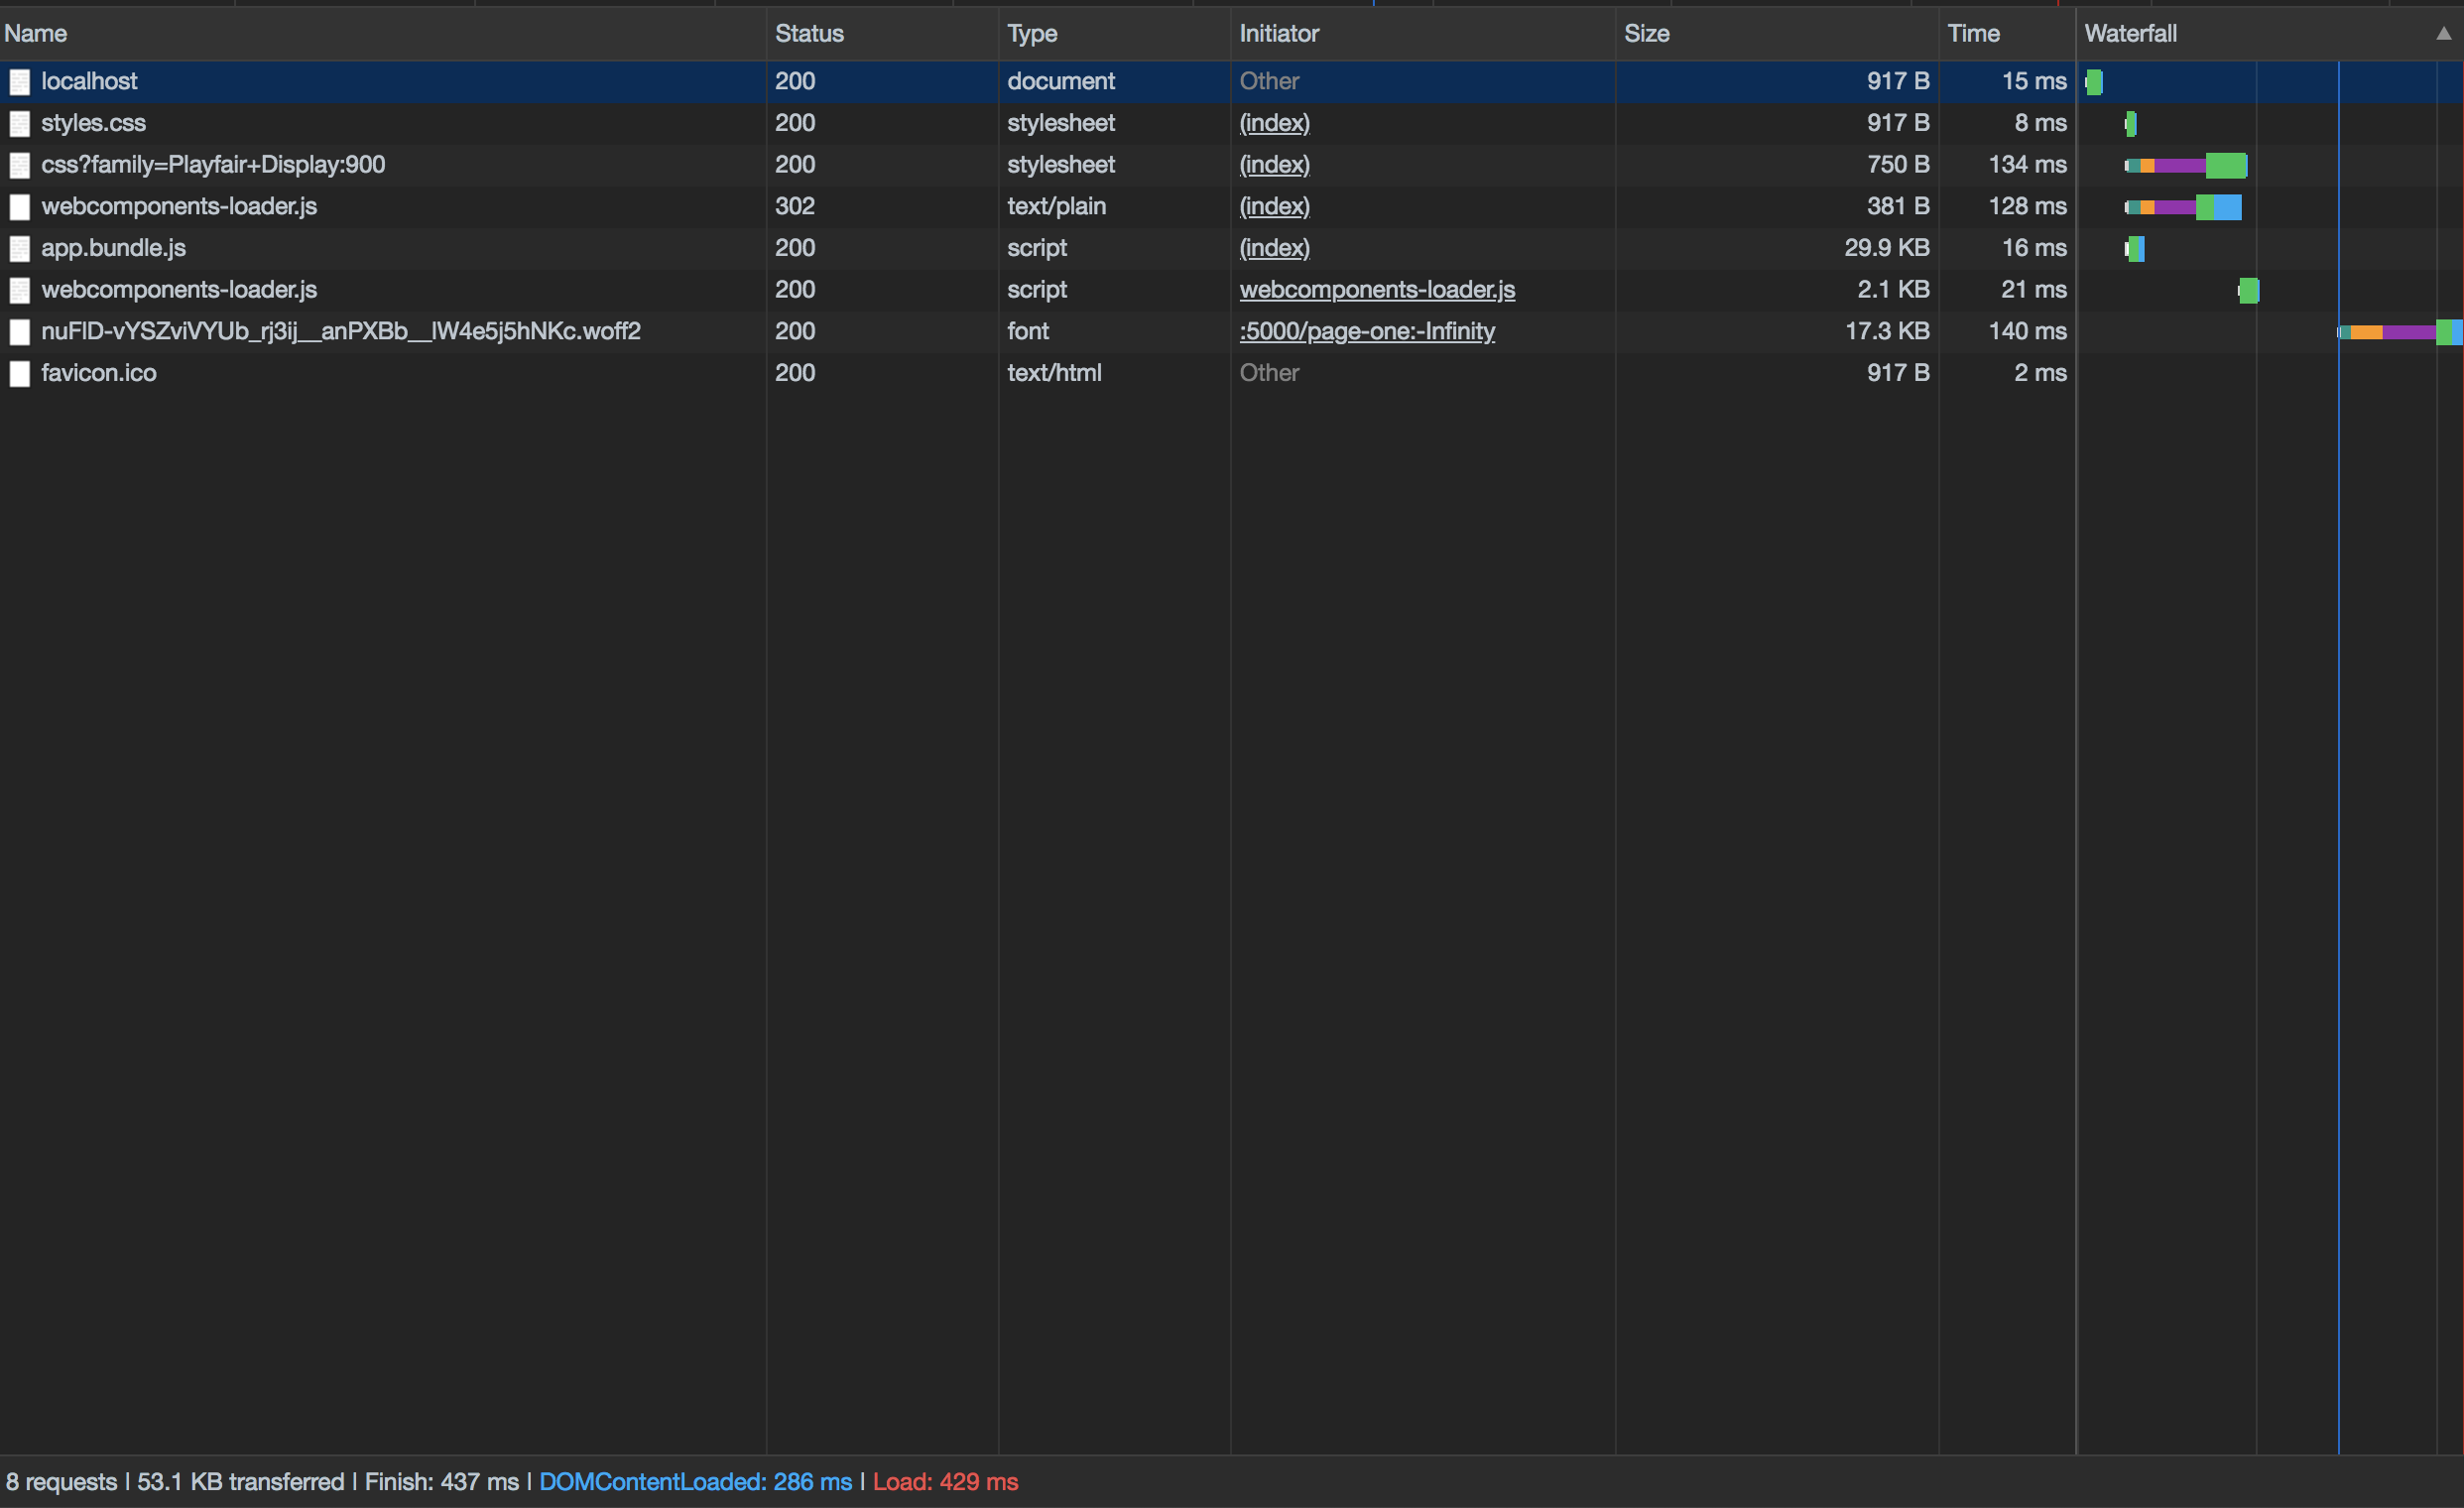 Name Status Type Initiator Size Time Waterfall ▲
localhost 200 document Other 917 B 15 ms
styles.css 200 stylesheet (index) 917 B 8 ms
css?family=Playfair+Display:900 200 stylesheet (index) 750 B 134 ms
webcomponents-loader.js 302 text/plain (index) 381 B 128 ms
app.bundle.js 200 script (index) 29.9 KB 16 ms
webcomponents-loader.js 200 script webcomponents-loader.js 2.1 KB 21 ms
nuFlD-vYSZviVYUb_rj3ij__anPXBb__lW4e5j5hNKc.woff2 200 font :5000/page-one:-Infinity 17.3 KB 140 ms
favicon.ico 200 text/html Other 917 B 2 ms
8 requests | 53.1 KB transferred | Finish: 437 ms | DOMContentLoaded: 286 ms | Load: 429 ms